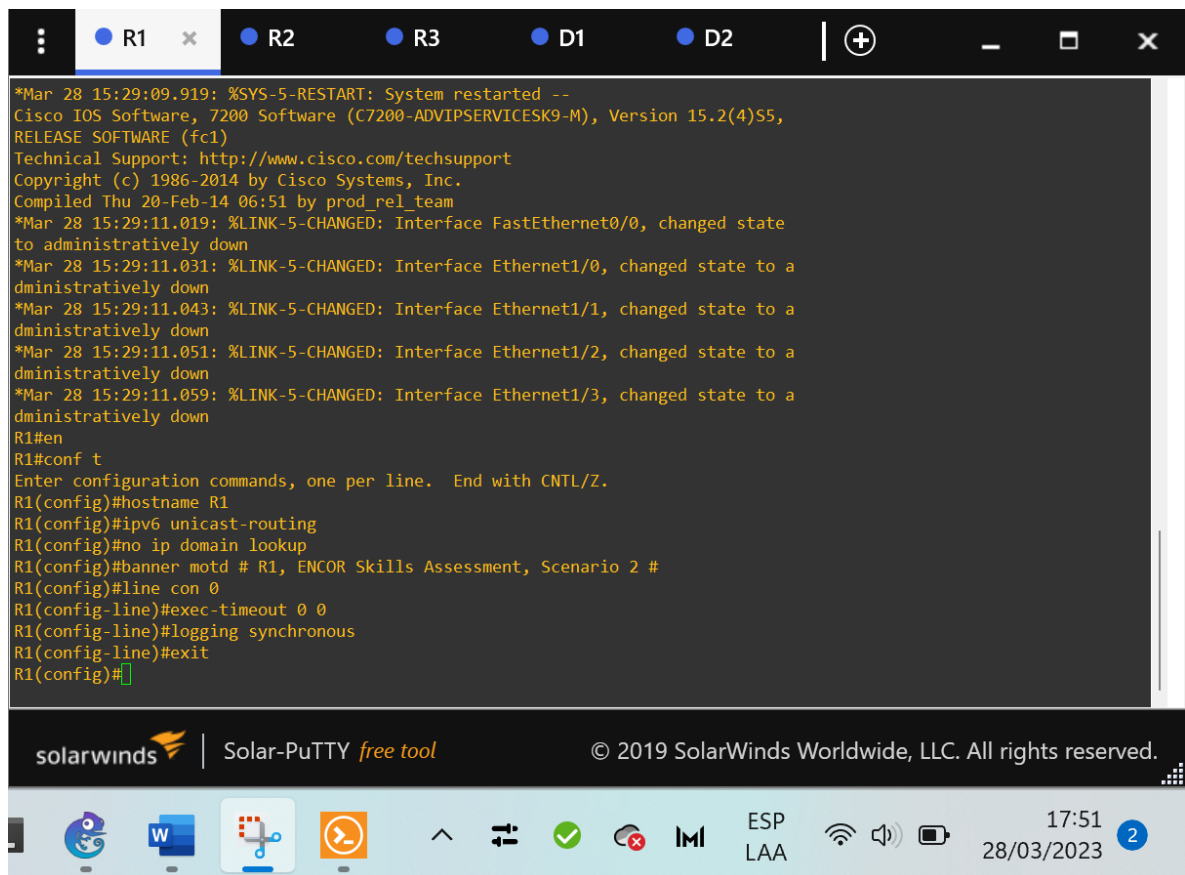 R1 × R2 R3 D1 D2
*Mar 28 15:29:09.919: %SYS-5-RESTART: System restarted --
Cisco IOS Software, 7200 Software (C7200-ADVIPSERVICESK9-M), Version 15.2(4)S5,
RELEASE SOFTWARE (fc1)
Technical Support: http://www.cisco.com/techsupport
Copyright (c) 1986-2014 by Cisco Systems, Inc.
Compiled Thu 20-Feb-14 06:51 by prod_rel_team
*Mar 28 15:29:11.019: %LINK-5-CHANGED: Interface FastEthernet0/0, changed state
to administratively down
*Mar 28 15:29:11.031: %LINK-5-CHANGED: Interface Ethernet1/0, changed state to a
dministratively down
*Mar 28 15:29:11.043: %LINK-5-CHANGED: Interface Ethernet1/1, changed state to a
dministratively down
*Mar 28 15:29:11.051: %LINK-5-CHANGED: Interface Ethernet1/2, changed state to a
dministratively down
*Mar 28 15:29:11.059: %LINK-5-CHANGED: Interface Ethernet1/3, changed state to a
dministratively down
R1#en
R1#conf t
Enter configuration commands, one per line.  End with CNTL/Z.
R1(config)#hostname R1
R1(config)#ipv6 unicast-routing
R1(config)#no ip domain lookup
R1(config)#banner motd # R1, ENCOR Skills Assessment, Scenario 2 #
R1(config)#line con 0
R1(config-line)#exec-timeout 0 0
R1(config-line)#logging synchronous
R1(config-line)#exit
R1(config)#
solarwinds | Solar-PuTTY free tool © 2019 SolarWinds Worldwide, LLC. All rights reserved.
W ESP 17:51 2
LAA 28/03/2023